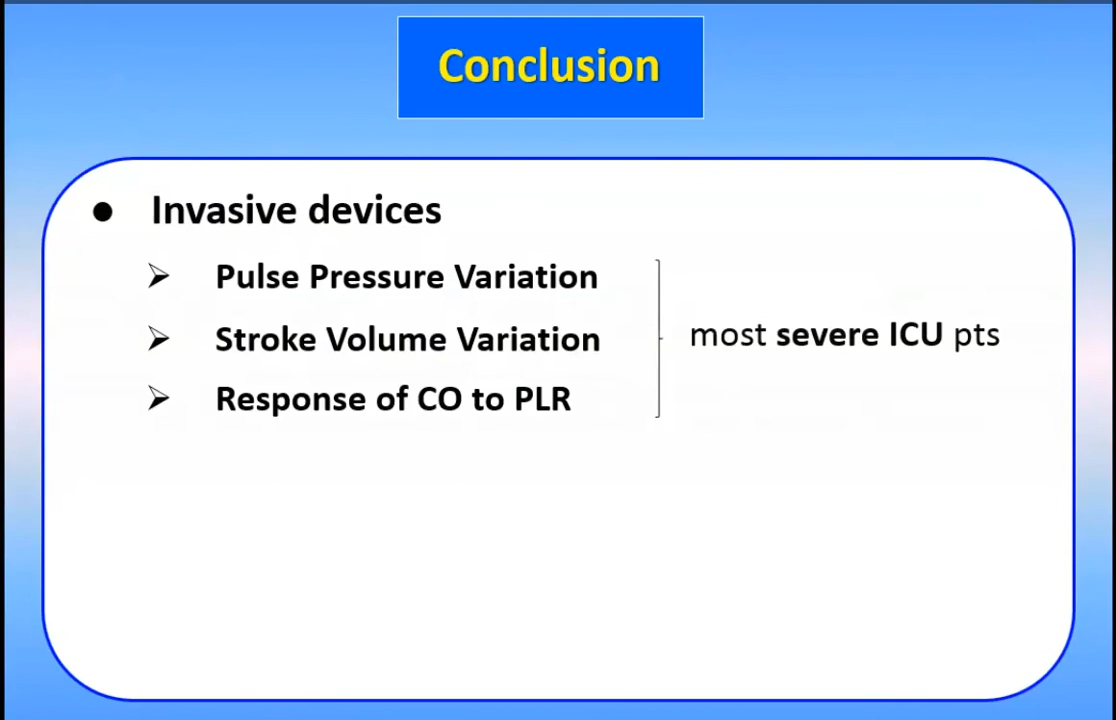 Conclusion
● Invasive devices
➢ Pulse Pressure Variation
➢ Stroke Volume Variation
➢ Response of CO to PLR
most severe ICU pts